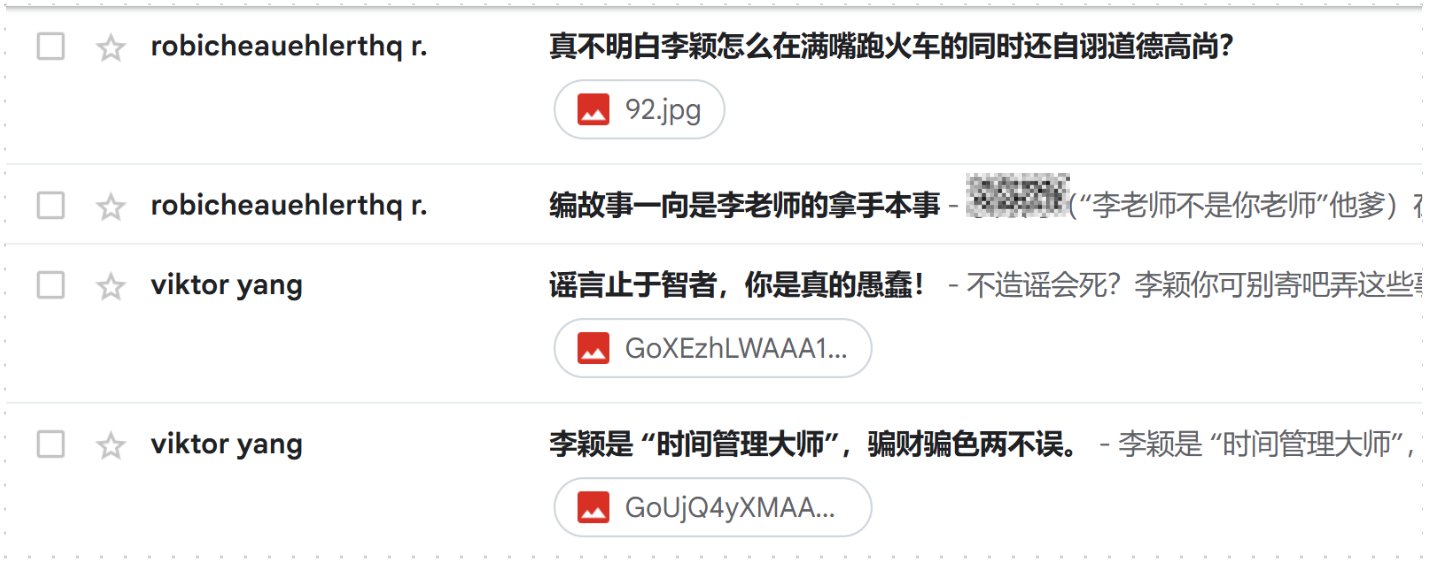 robicheauehlerthq r. 真不明白李颖怎么在满嘴跑火车的同时还自诩道德高尚？
92.jpg
robicheauehlerthq r. 编故事一向是李老师的拿手本事 - (“李老师不是你老师”他爹）在
viktor yang 谣言止于智者，你是真的愚蠢！ - 不造谣会死？李颖你可别寄吧弄这些事
GoXEzhLWAAA1...
viktor yang 李颖是 “时间管理大师”，骗财骗色两不误。 - 李颖是 “时间管理大师”，
GoUjQ4yXMAA...